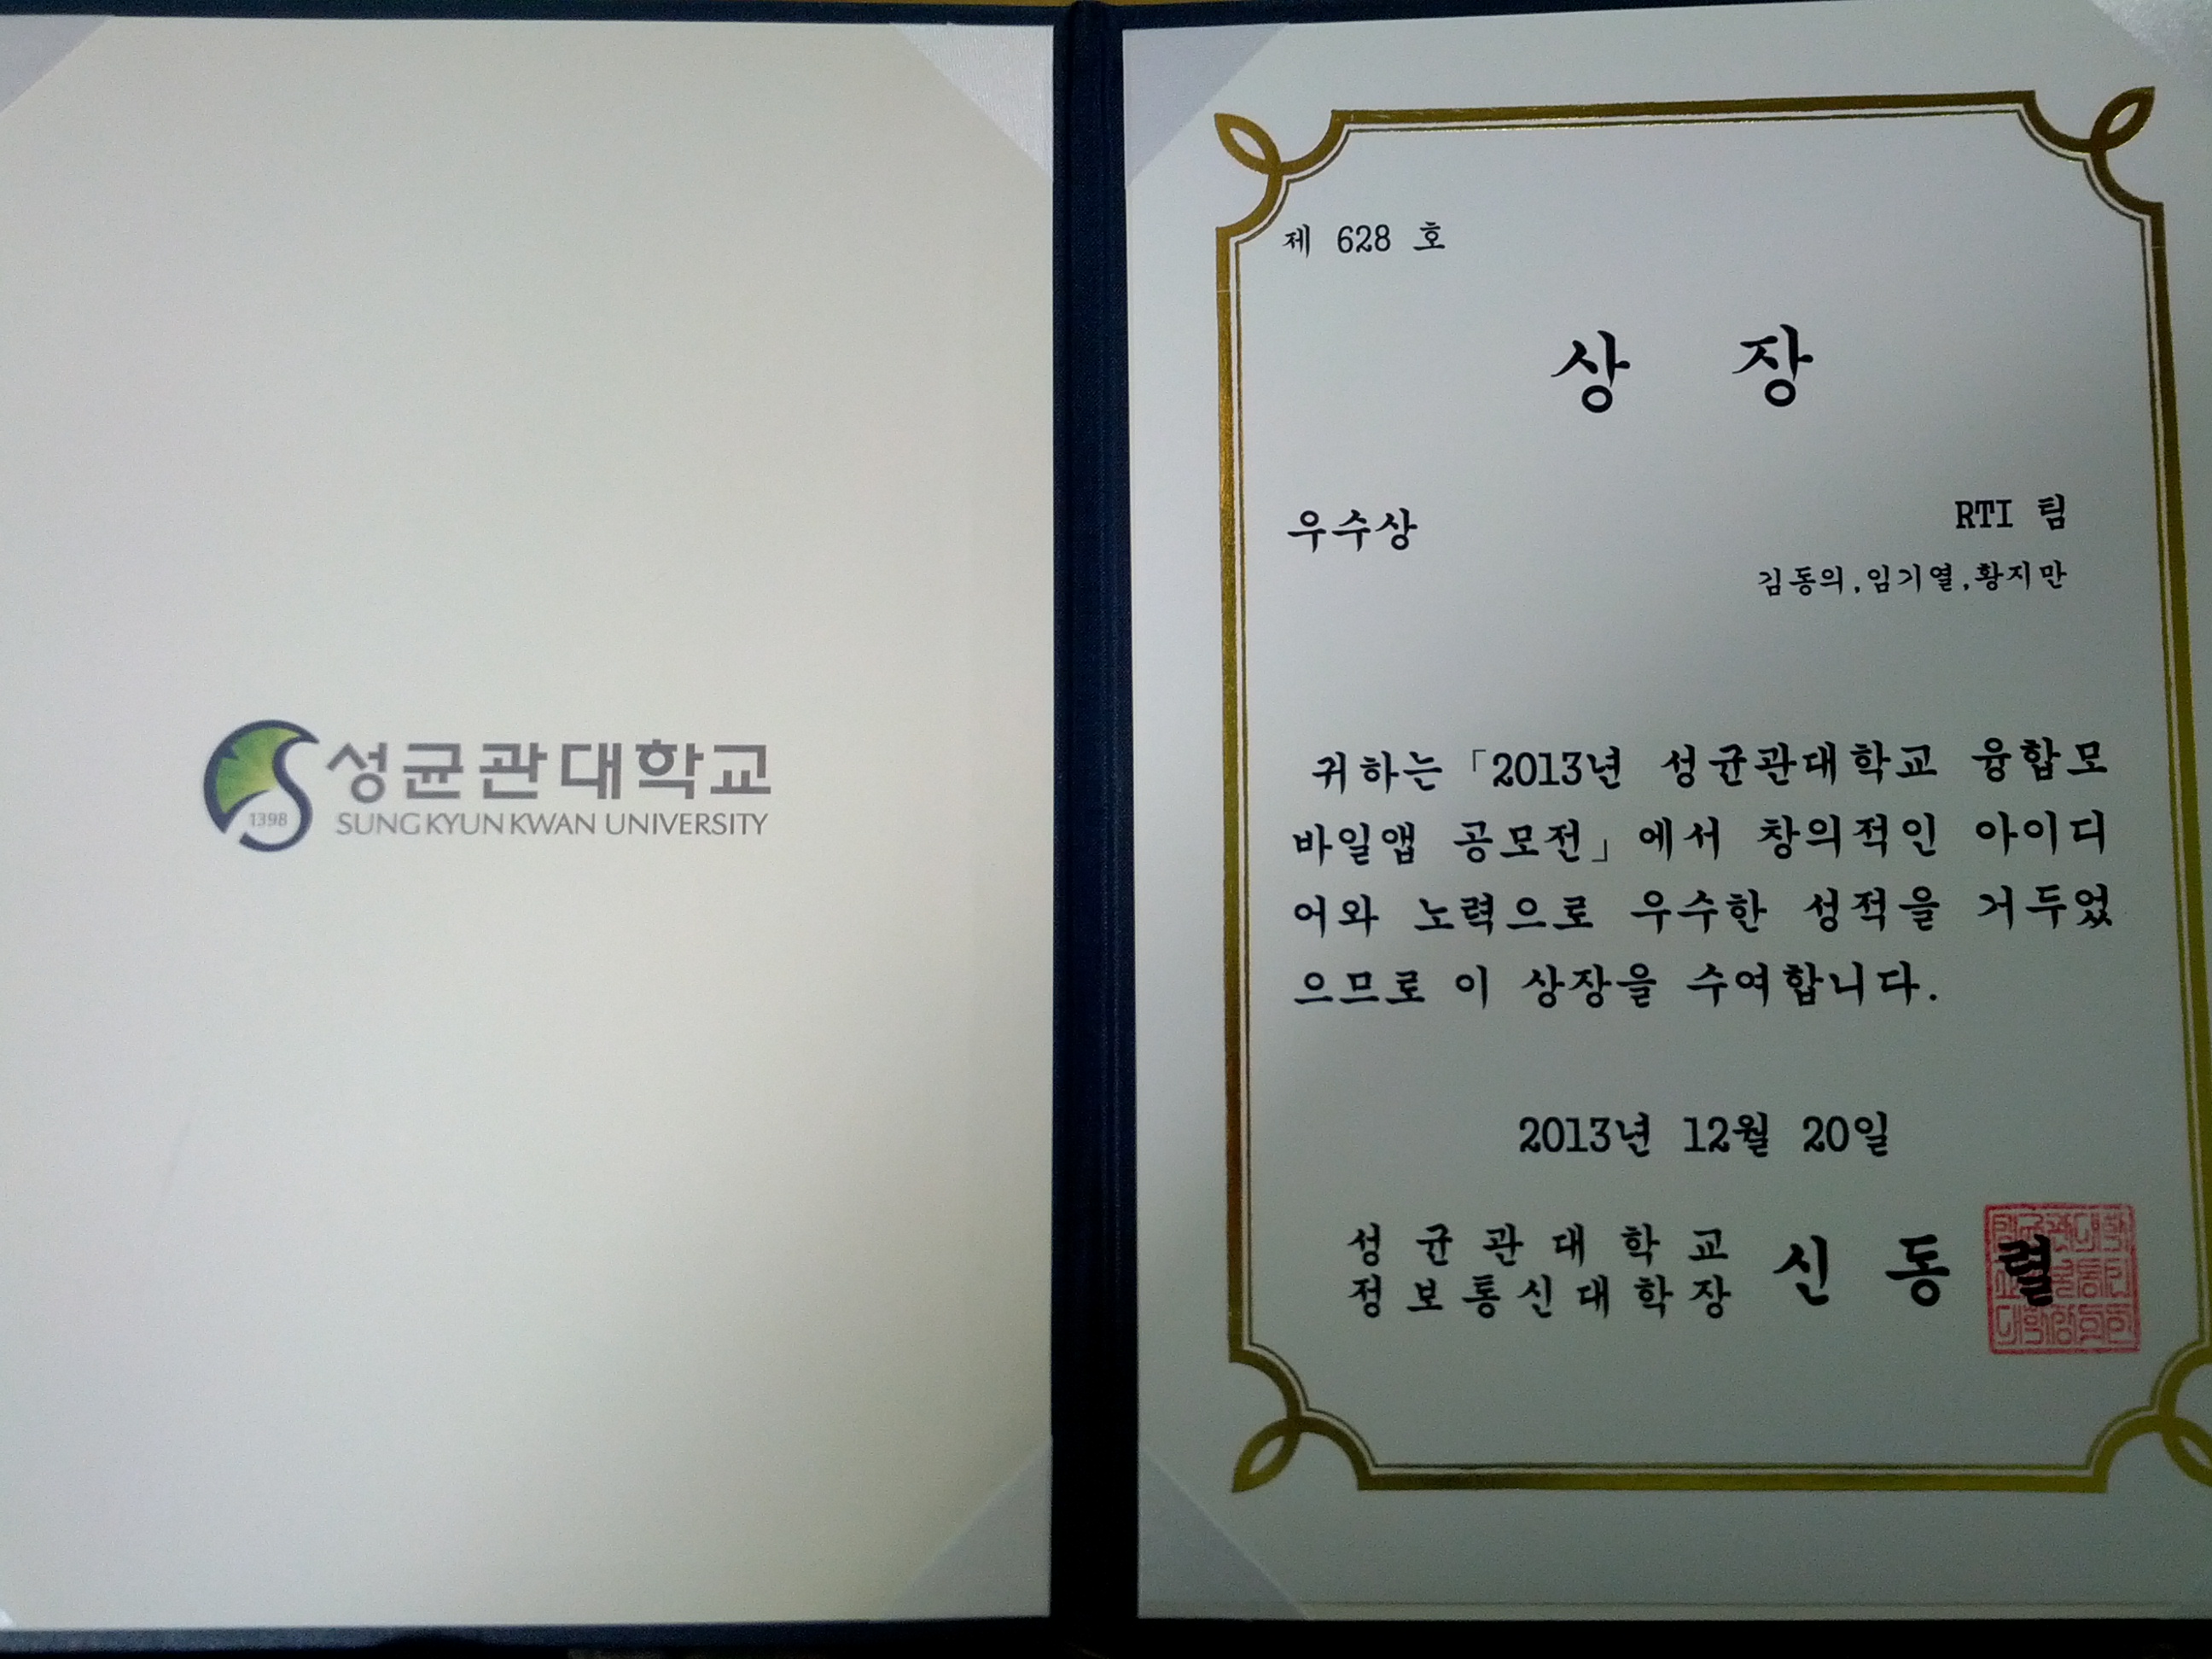 성균관대학교
1398
SUNGKYUNKWAN UNIVERSITY
제 628 호
상 장
우수상
RTI 팀
김동의,임기열,황지만
귀하는 「2013년 성균관대학교 융합모
바일앱 공모전」에서 창의적인 아이디
어와 노력으로 우수한 성적을 거두었
으므로 이 상장을 수여합니다.
2013년 12월 20일
성균관대학교
정보통신대학장 신동렬